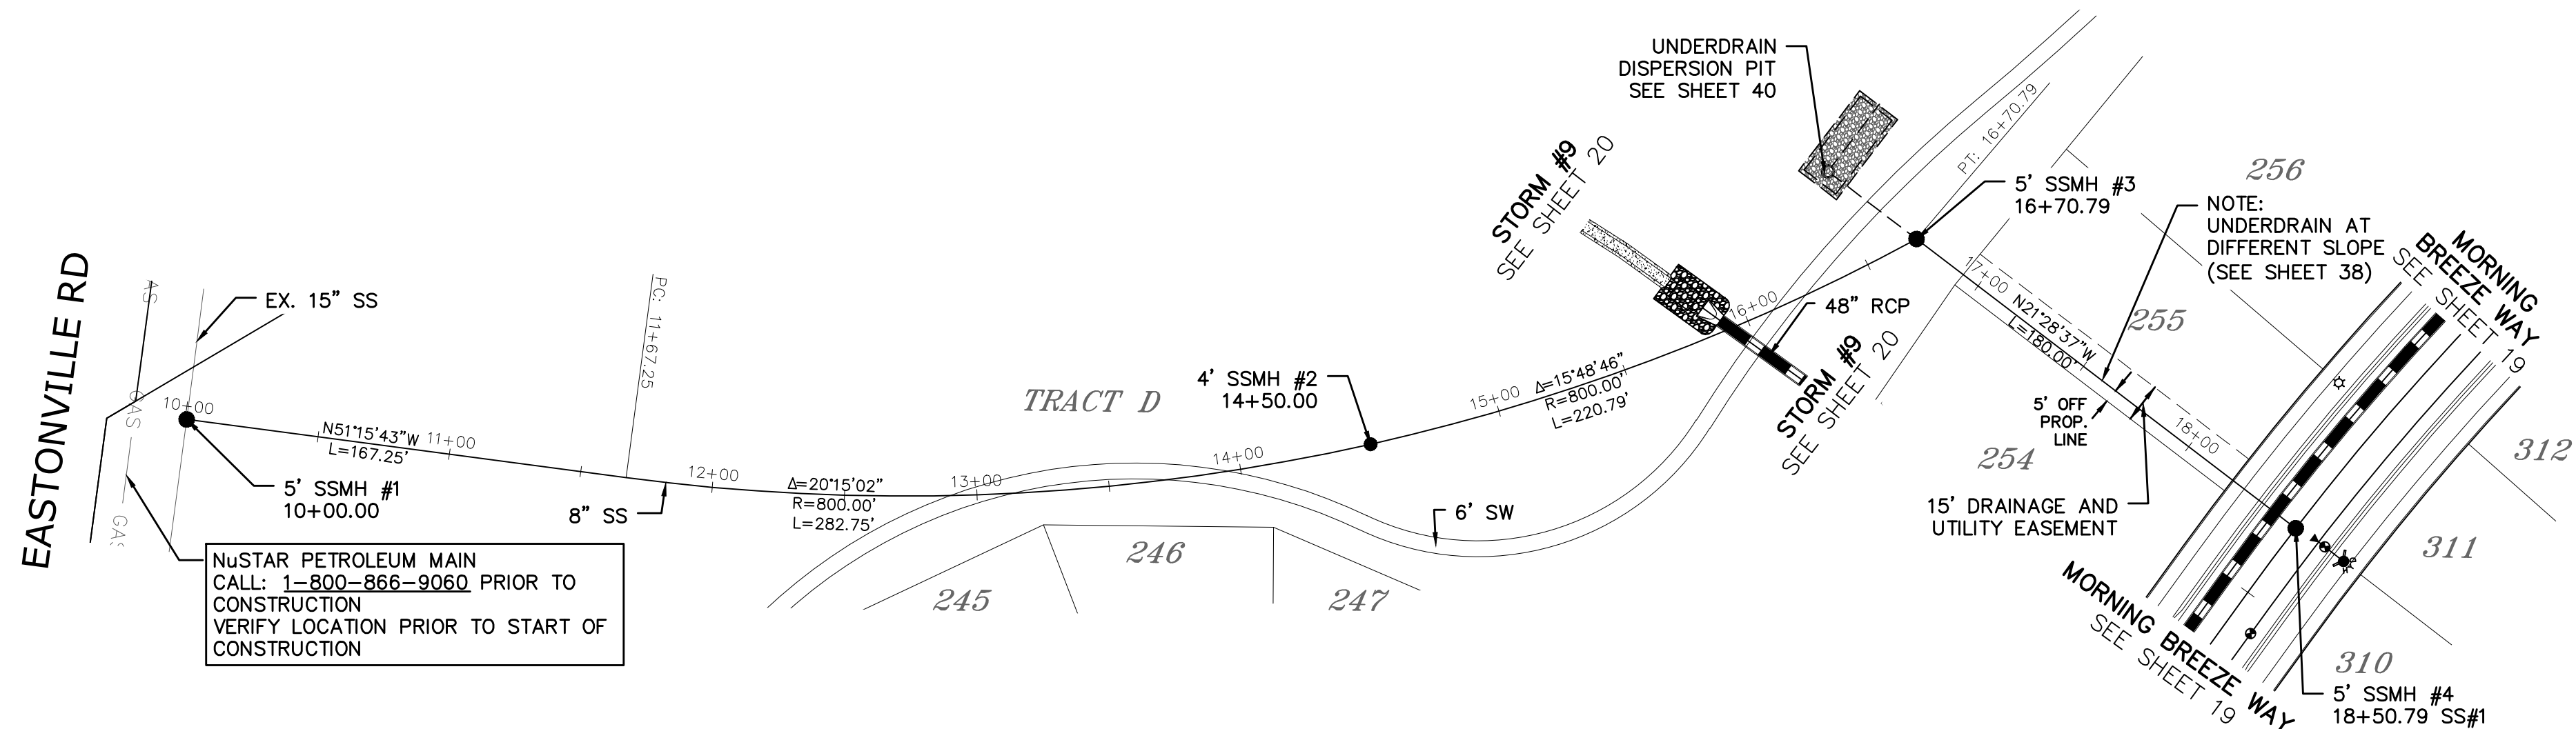 EASTONVILLE RD
AS
GAS
GAS
EX. 15" SS
10+00
5' SSMH #1
10+00.00
NuSTAR PETROLEUM MAIN
CALL: 1-800-866-9060 PRIOR TO
CONSTRUCTION
VERIFY LOCATION PRIOR TO START OF
CONSTRUCTION
N51°15'43"W
L=167.25'
11+00
PC: 11+67.25
8" SS
12+00
Δ=20°15'02"
R=800.00'
L=282.75'
13+00
TRACT D
245
246
247
14+00
4' SSMH #2
14+50.00
15+00
Δ=15°48'46"
R=800.00'
L=220.79'
6' SW
STORM #9
SEE SHEET 20
16+00
48" RCP
STORM #9
SEE SHEET 20
UNDERDRAIN
DISPERSION PIT
SEE SHEET 40
PT: 16+70.79
5' SSMH #3
16+70.79
17+00
N21°28'37"W
L=180.00'
256
NOTE:
UNDERDRAIN AT
DIFFERENT SLOPE
(SEE SHEET 38)
255
5' OFF
PROP.
LINE
254
15' DRAINAGE AND
UTILITY EASEMENT
18+00
MORNING
BREEZE WAY
SEE SHEET 19
312
311
310
MORNING BREEZE WAY
SEE SHEET 19
5' SSMH #4
18+50.79 SS#1